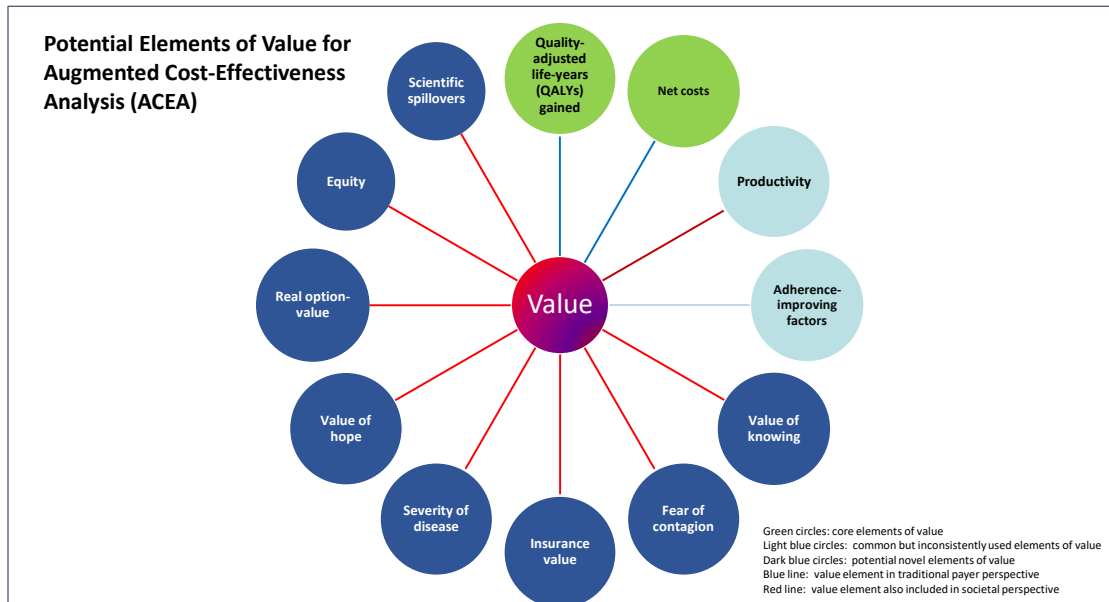 Potential Elements of Value for
Augmented Cost-Effectiveness
Analysis (ACEA)
Quality-
adjusted
life-years
(QALYs)
gained
Net costs
Productivity
Adherence-
improving
factors
Value of
knowing
Fear of
contagion
Insurance
value
Severity of
disease
Value of
hope
Real option-
value
Equity
Scientific
spillovers
Value
Green circles: core elements of value
Light blue circles: common but inconsistently used elements of value
Dark blue circles: potential novel elements of value
Blue line: value element in traditional payer perspective
Red line: value element also included in societal perspective